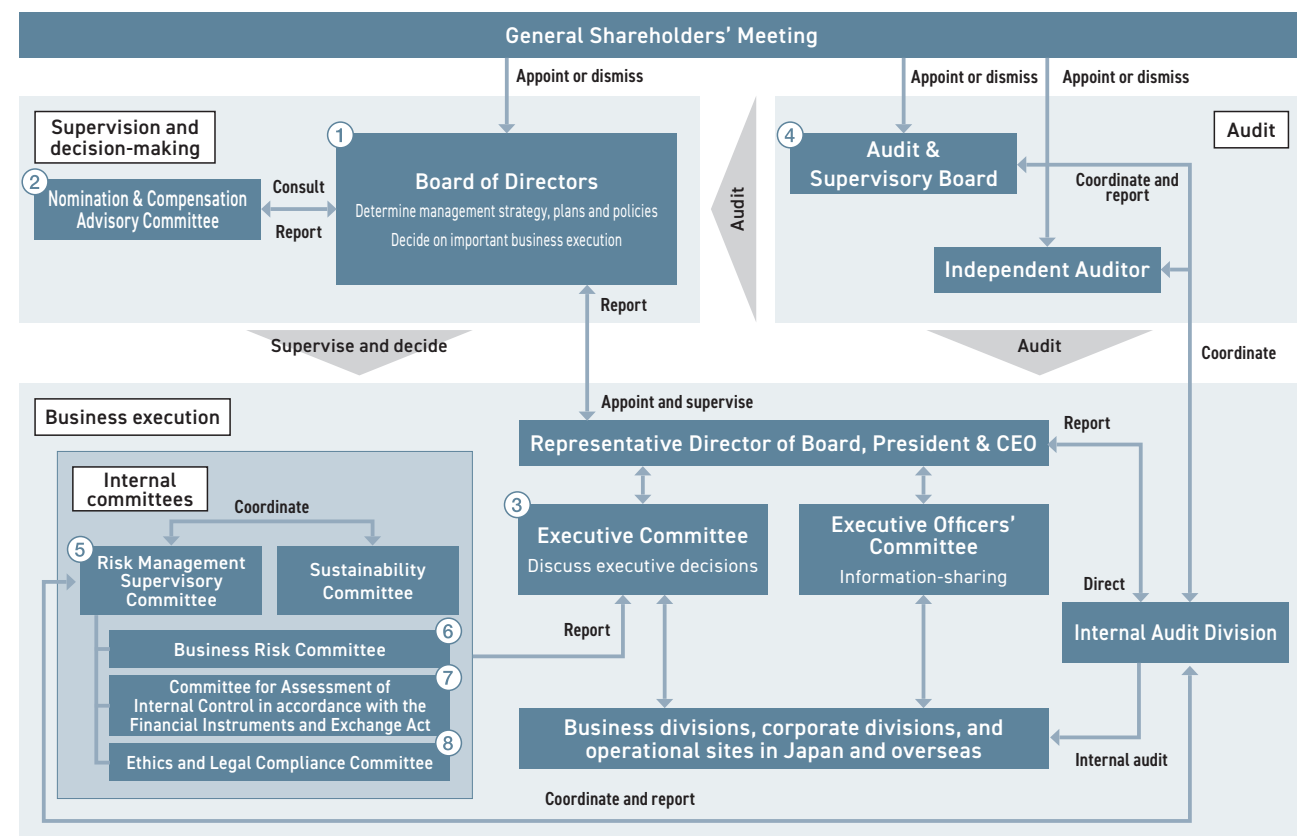 General Shareholders’ Meeting
Appoint or dismiss
Appoint or dismiss
Appoint or dismiss
Supervision and
decision-making
1
Board of Directors
Determine management strategy, plans and policies
Decide on important business execution
2
Nomination & Compensation
Advisory Committee
Consult
Report
Audit
4
Audit &
Supervisory Board
Audit
Coordinate and
report
Independent Auditor
Report
Supervise and decide
Audit
Coordinate
Business execution
Appoint and supervise
Representative Director of Board, President & CEO
Report
Internal
committees
Coordinate
5
Risk Management
Supervisory
Committee
Sustainability
Committee
3
Executive Committee
Discuss executive decisions
Executive Officers’
Committee
Information-sharing
Direct
Internal Audit Division
Report
6
Business Risk Committee
7
Committee for Assessment of
Internal Control in accordance with the
Financial Instruments and Exchange Act
8
Ethics and Legal Compliance Committee
Business divisions, corporate divisions, and
operational sites in Japan and overseas
Internal audit
Coordinate and report